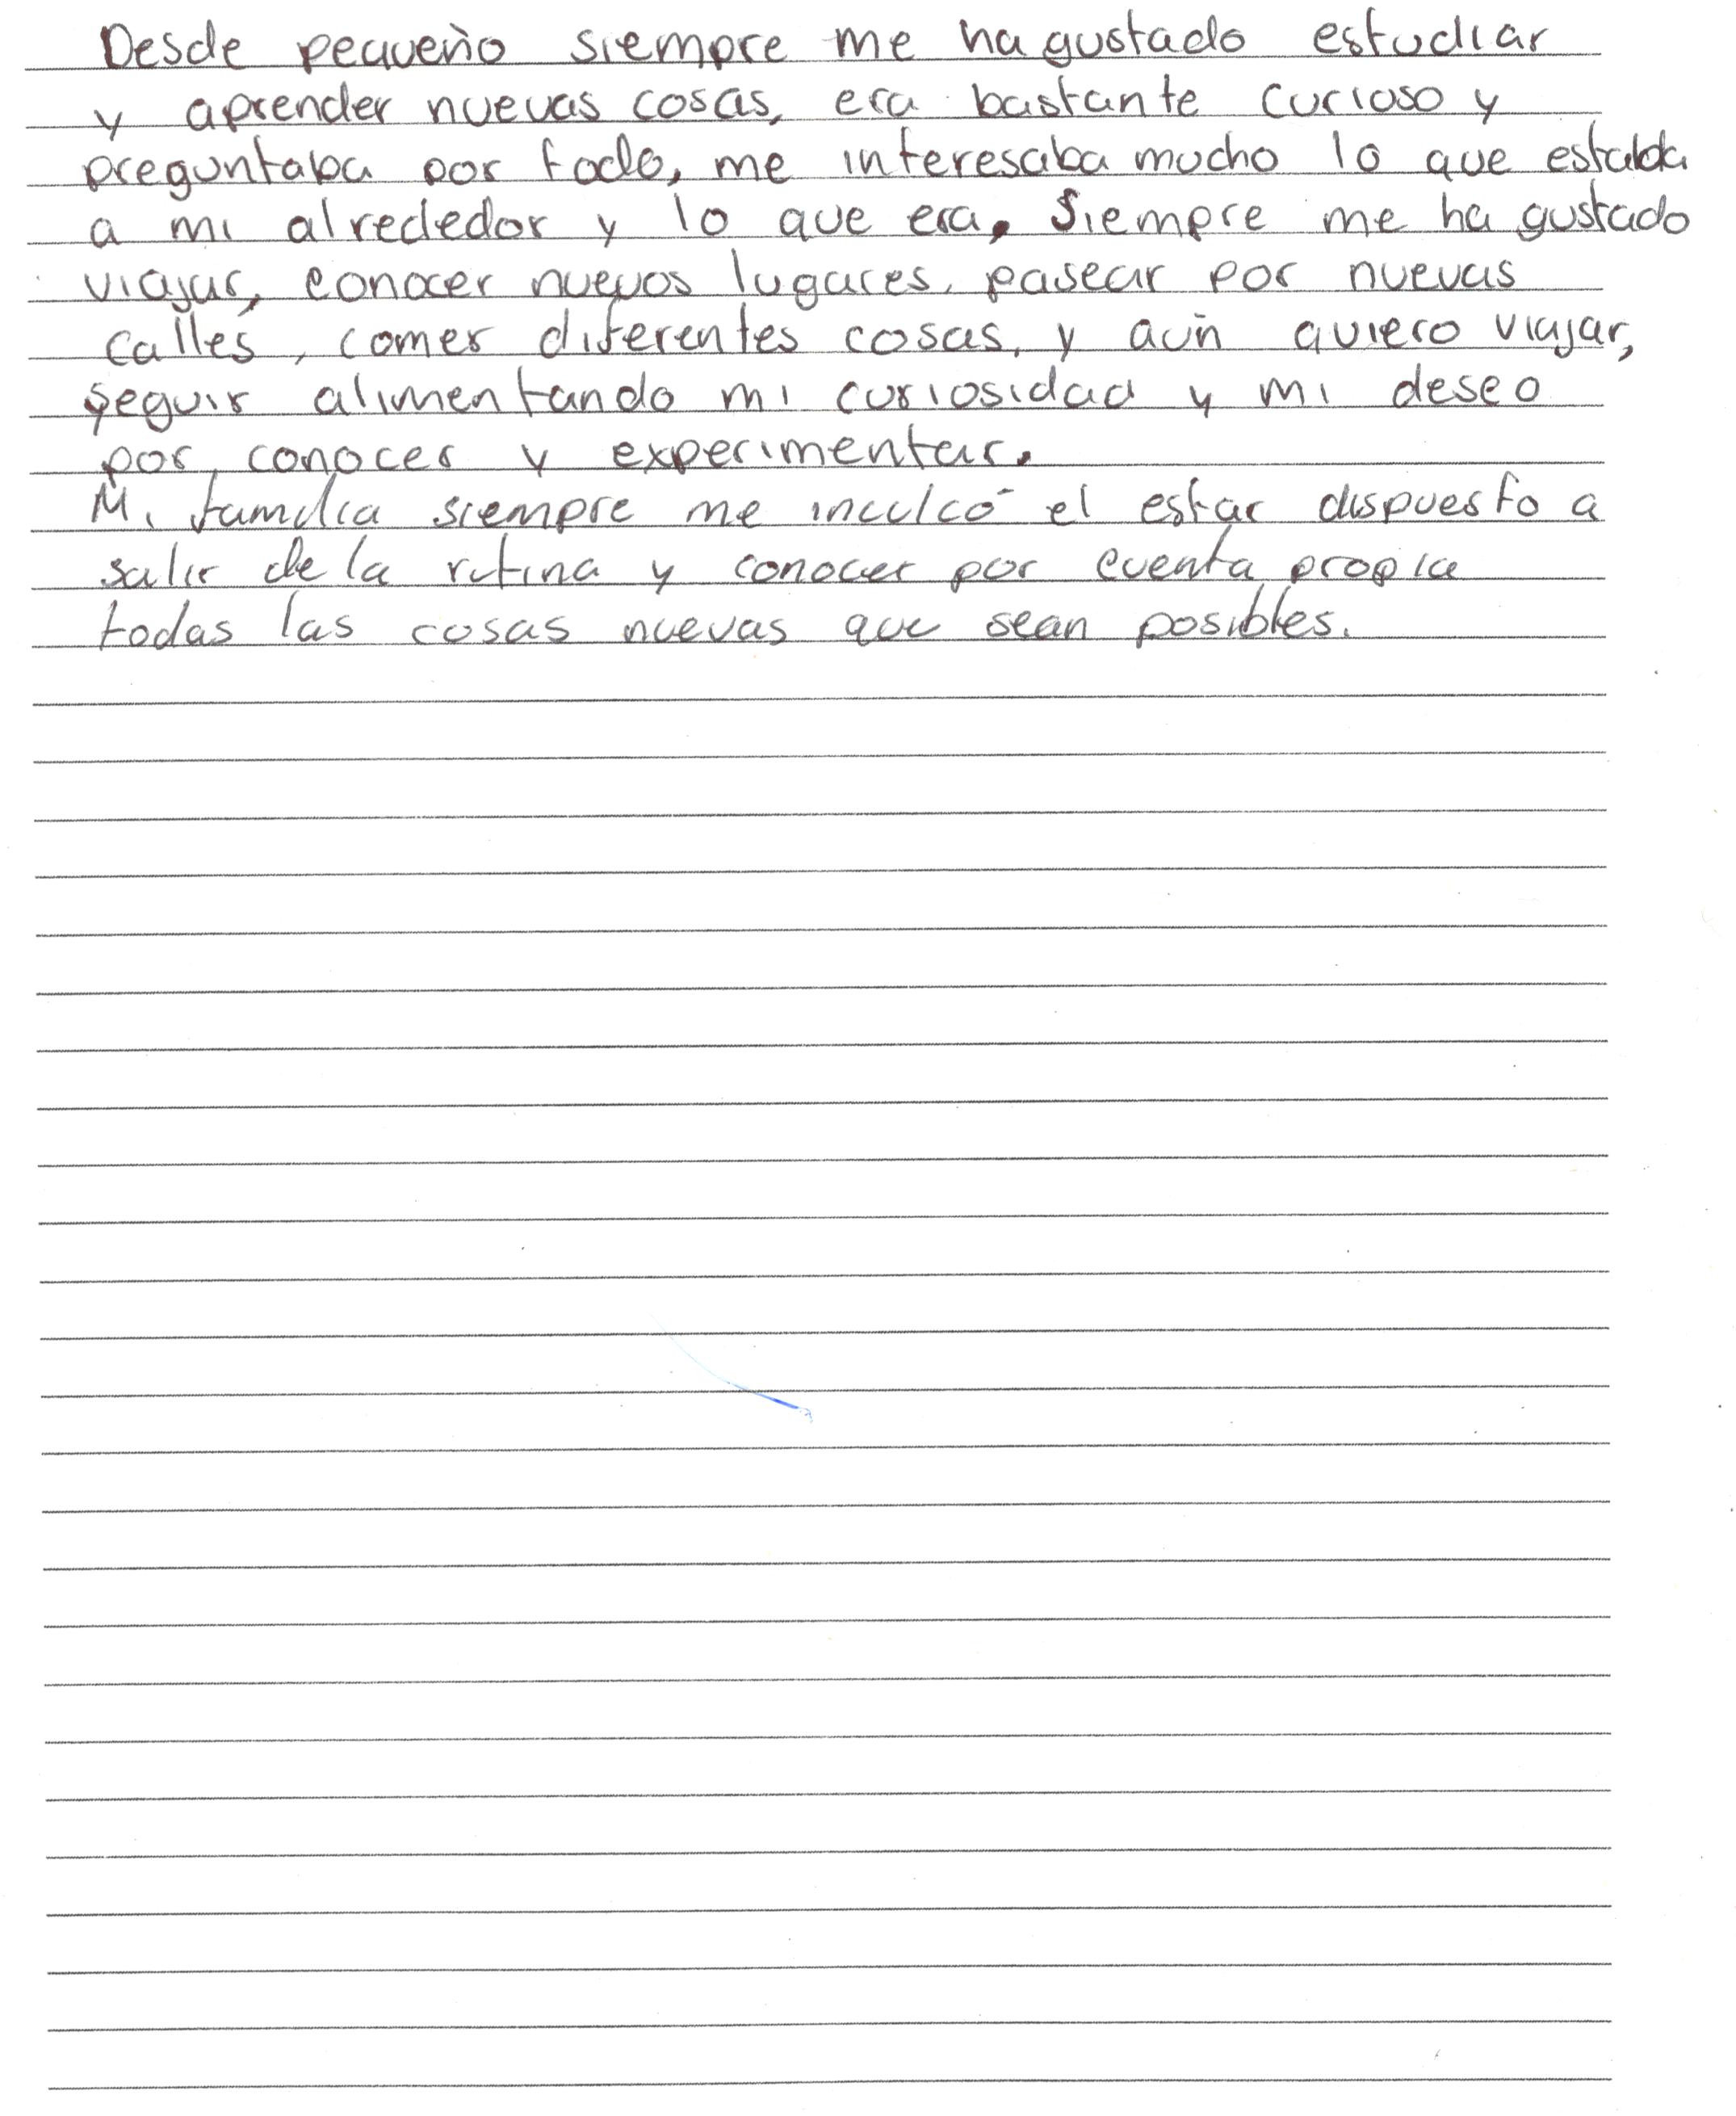 Desde pequeño siempre me ha gustado estudiar
y aprender nuevas cosas, era bastante curioso y
preguntaba por todo, me interesaba mucho lo que estaba
a mi alrededor y lo que era. Siempre me ha gustado
viajar, conocer nuevos lugares, pasear por nuevas
calles, comer diferentes cosas, y aún quiero viajar,
seguir alimentando mi curiosidad y mi deseo
por conocer y experimentar.
Mi familia siempre me inculcó el estar dispuesto a
salir de la rutina y conocer por cuenta propia
todas las cosas nuevas que sean posibles.